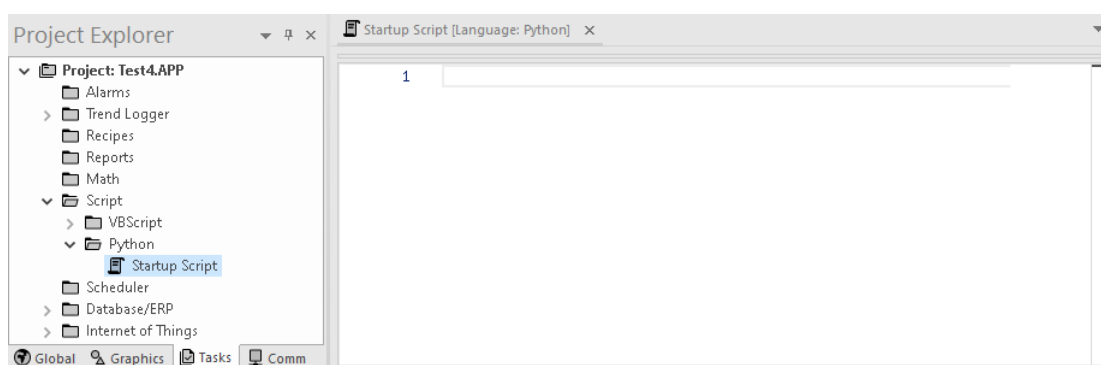 Project Explorer
Startup Script [Language: Python]
Project: Test4.APP
Alarms
Trend Logger
Recipes
Reports
Math
Script
VBScript
Python
Startup Script
Scheduler
Database/ERP
Internet of Things
Global Graphics Tasks Comm
1